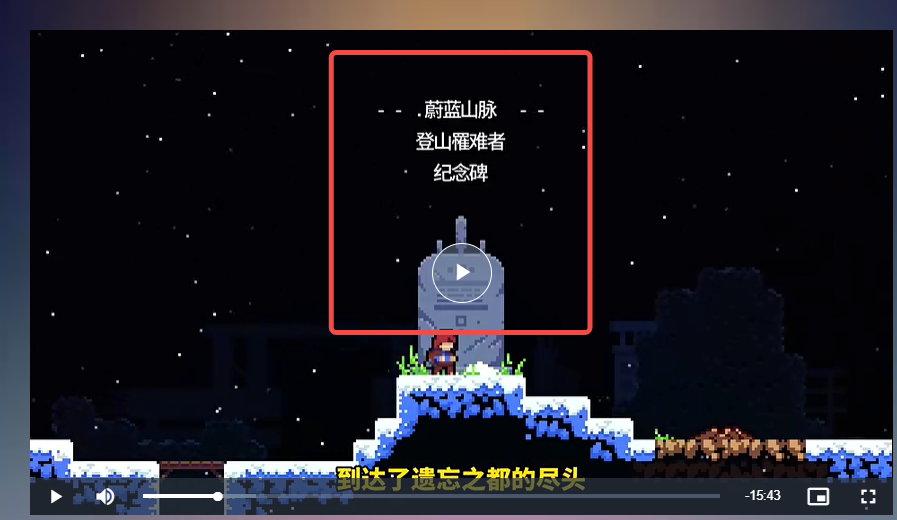 -- 蔚蓝山脉 --
登山罹难者
纪念碑
到达了遗忘之都的尽头
-15:43